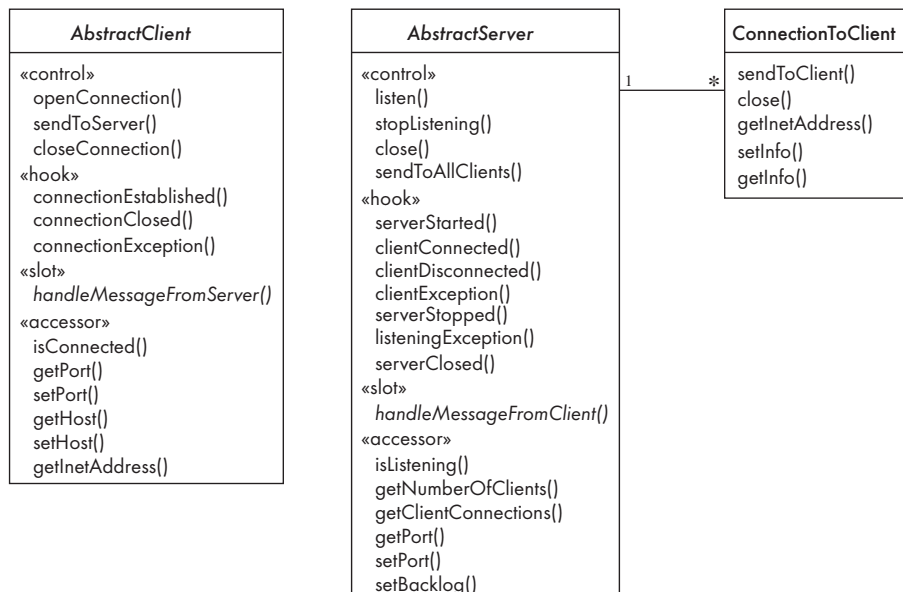 AbstractClient
«control»
openConnection()
sendToServer()
closeConnection()
«hook»
connectionEstablished()
connectionClosed()
connectionException()
«slot»
handleMessageFromServer()
«accessor»
isConnected()
getPort()
setPort()
getHost()
setHost()
getInetAddress()
AbstractServer
«control»
listen()
stopListening()
close()
sendToAllClients()
«hook»
serverStarted()
clientConnected()
clientDisconnected()
clientException()
serverStopped()
listeningException()
serverClosed()
«slot»
handleMessageFromClient()
«accessor»
isListening()
getNumberOfClients()
getClientConnections()
getPort()
setPort()
setBacklog()
1 *
ConnectionToClient
sendToClient()
close()
getInetAddress()
setInfo()
getInfo()